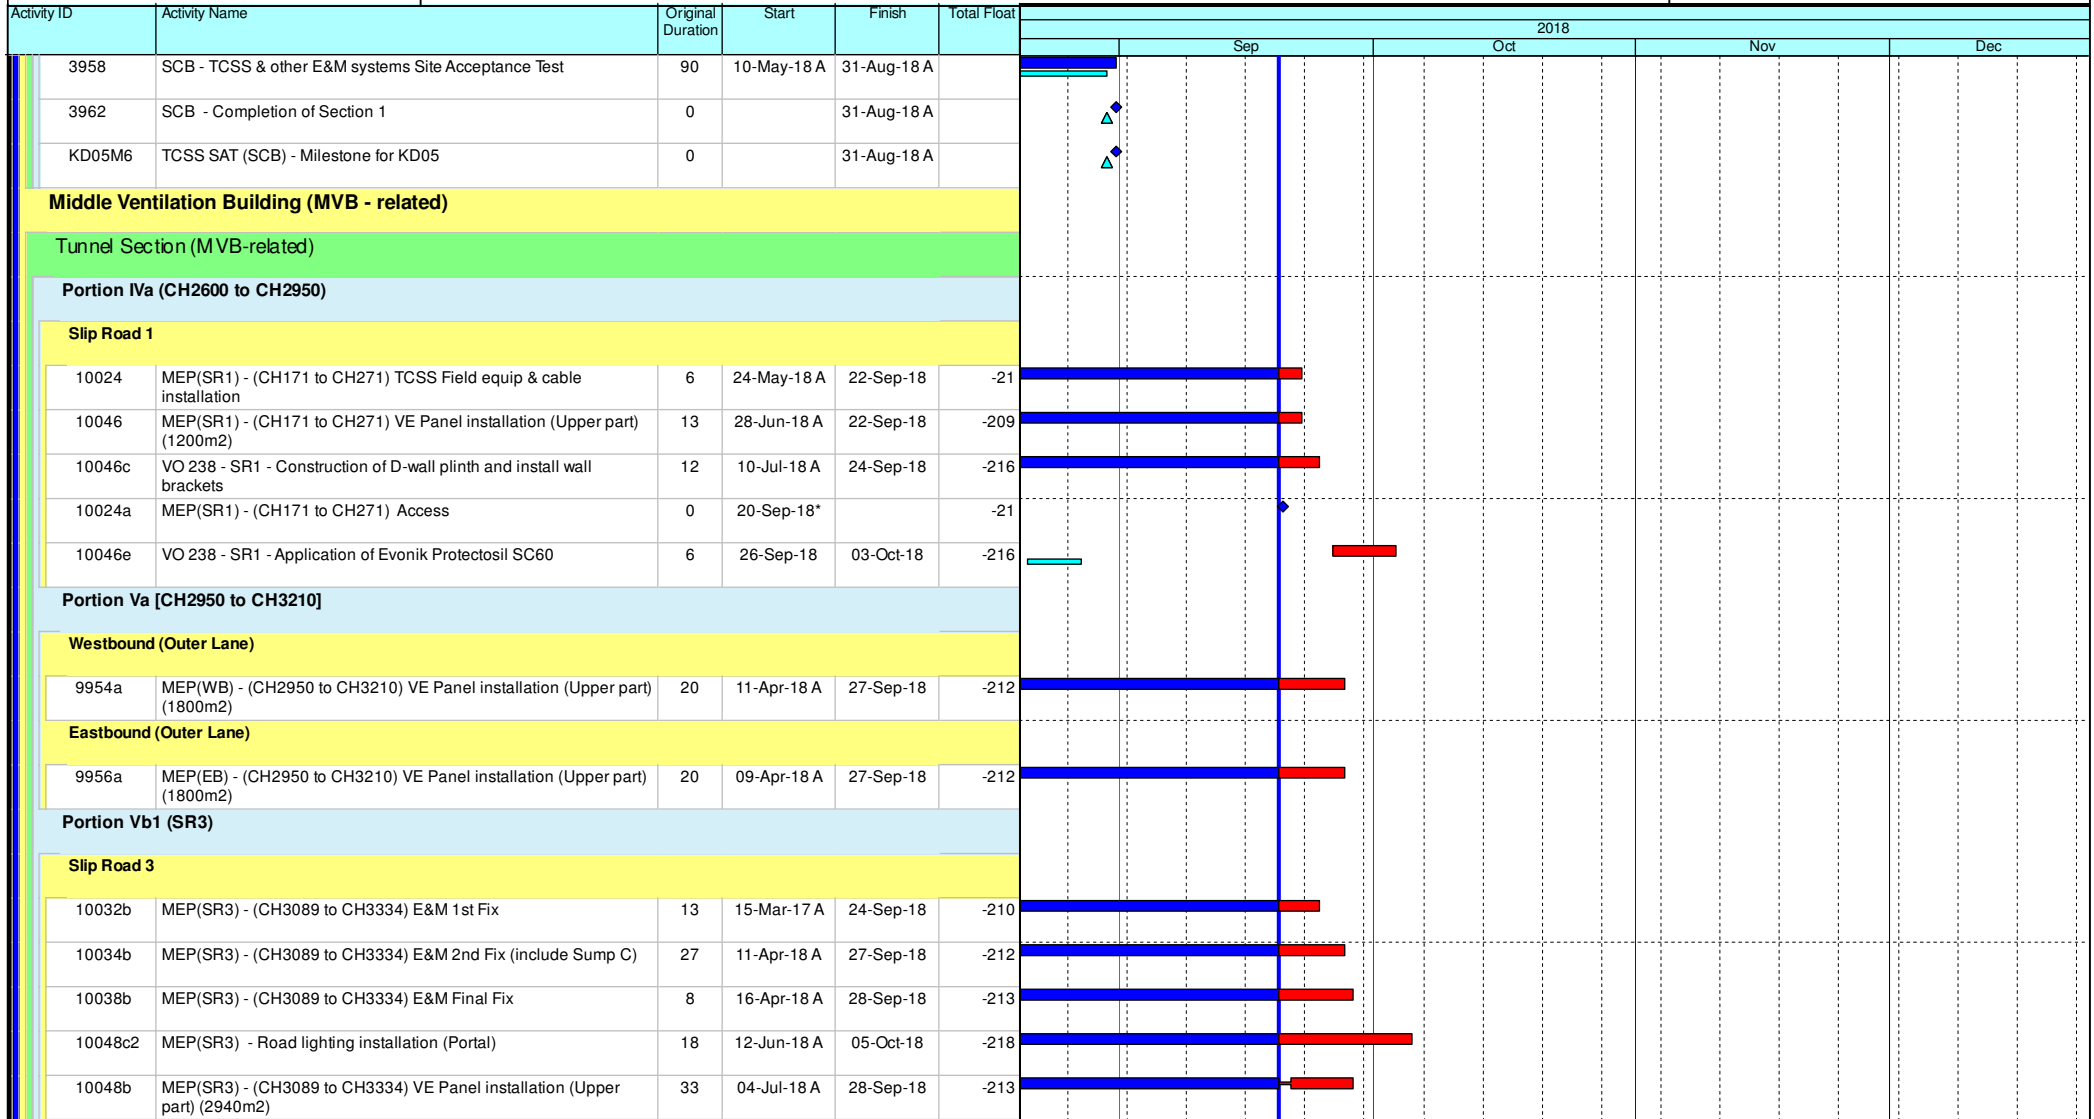 Activity ID Activity Name Original Duration Start Finish Total Float
2018
Sep Oct Nov Dec
3958 SCB - TCSS & other E&M systems Site Acceptance Test 90 10-May-18 A 31-Aug-18 A
3962 SCB - Completion of Section 1 0 31-Aug-18 A
KD05M6 TCSS SAT (SCB) - Milestone for KD05 0 31-Aug-18 A
Middle Ventilation Building (MVB - related)
Tunnel Section (MVB-related)
Portion IVa (CH2600 to CH2950)
Slip Road 1
10024 MEP(SR1) - (CH171 to CH271) TCSS Field equip & cable 6 24-May-18 A 22-Sep-18 -21
installation
10046 MEP(SR1) - (CH171 to CH271) VE Panel installation (Upper part) 13 28-Jun-18 A 22-Sep-18 -209
(1200m2)
10046c VO 238 - SR1 - Construction of D-wall plinth and install wall 12 10-Jul-18 A 24-Sep-18 -216
brackets
10024a MEP(SR1) - (CH171 to CH271) Access 0 20-Sep-18* -21
10046e VO 238 - SR1 - Application of Evonik Protectosil SC60 6 26-Sep-18 03-Oct-18 -216
Portion Va [CH2950 to CH3210]
Westbound (Outer Lane)
9954a MEP(WB) - (CH2950 to CH3210) VE Panel installation (Upper part) 20 11-Apr-18 A 27-Sep-18 -212
(1800m2)
Eastbound (Outer Lane)
9956a MEP(EB) - (CH2950 to CH3210) VE Panel installation (Upper part) 20 09-Apr-18 A 27-Sep-18 -212
(1800m2)
Portion Vb1 (SR3)
Slip Road 3
10032b MEP(SR3) - (CH3089 to CH3334) E&M 1st Fix 13 15-Mar-17 A 24-Sep-18 -210
10034b MEP(SR3) - (CH3089 to CH3334) E&M 2nd Fix (include Sump C) 27 11-Apr-18 A 27-Sep-18 -212
10038b MEP(SR3) - (CH3089 to CH3334) E&M Final Fix 8 16-Apr-18 A 28-Sep-18 -213
10048c2 MEP(SR3) - Road lighting installation (Portal) 18 12-Jun-18 A 05-Oct-18 -218
10048b MEP(SR3) - (CH3089 to CH3334) VE Panel installation (Upper 33 04-Jul-18 A 28-Sep-18 -213
part) (2940m2)